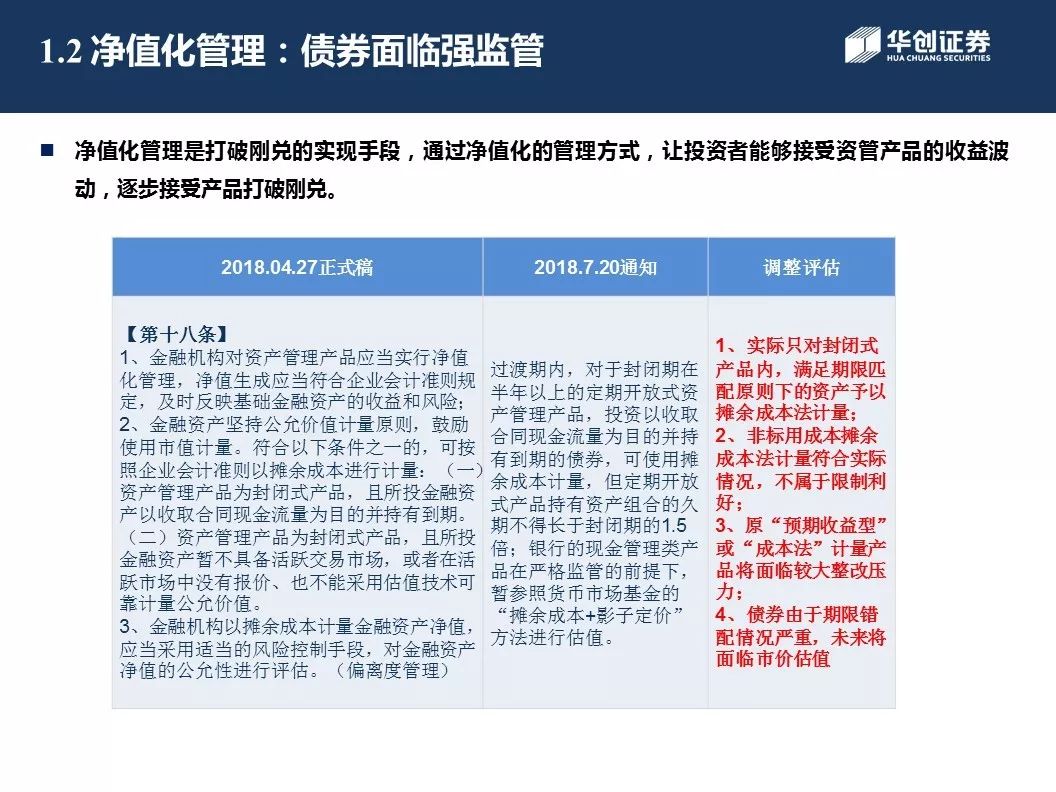 1.2 净值化管理：债券面临强监管
华创证券
HUA CHUANG SECURITIES
■ 净值化管理是打破刚兑的实现手段，通过净值化的管理方式，让投资者能够接受资管产品的收益波
动，逐步接受产品打破刚兑。
2018.04.27正式稿
【第十八条】
1、金融机构对资产管理产品应当实行净值
化管理，净值生成应当符合企业会计准则规
定，及时反映基础金融资产的收益和风险；
2、金融资产坚持公允价值计量原则，鼓励
使用市值计量。符合以下条件之一的，可按
照企业会计准则以摊余成本进行计量：（一）
资产管理产品为封闭式产品，且所投金融资
产以收取合同现金流量为目的并持有到期。
（二）资产管理产品为封闭式产品，且所投
金融资产暂不具备活跃交易市场，或者在活
跃市场中没有报价、也不能采用估值技术可
靠计量公允价值。
3、金融机构以摊余成本计量金融资产净值，
应当采用适当的风险控制手段，对金融资产
净值的公允性进行评估。（偏离度管理）
2018.7.20通知
过渡期内，对于封闭期在
半年以上的定期开放式资
产管理产品，投资以收取
合同现金流量为目的并持
有到期的债券，可使用摊
余成本计量，但定期开放
式产品持有资产组合的久
期不得长于封闭期的1.5
倍；银行的现金管理类产
品在严格监管的前提下，
暂参照货币市场基金的
“摊余成本+影子定价”
方法进行估值。
调整评估
1、实际只对封闭式
产品内，满足期限匹
配原则下的资产予以
摊余成本法计量；
2、非标用成本摊余
成本法计量符合实际
情况，不属于限制利
好；
3、原“预期收益型”
或“成本法”计量产
品将面临较大整改压
力；
4、债券由于期限错
配情况严重，未来将
面临市价估值